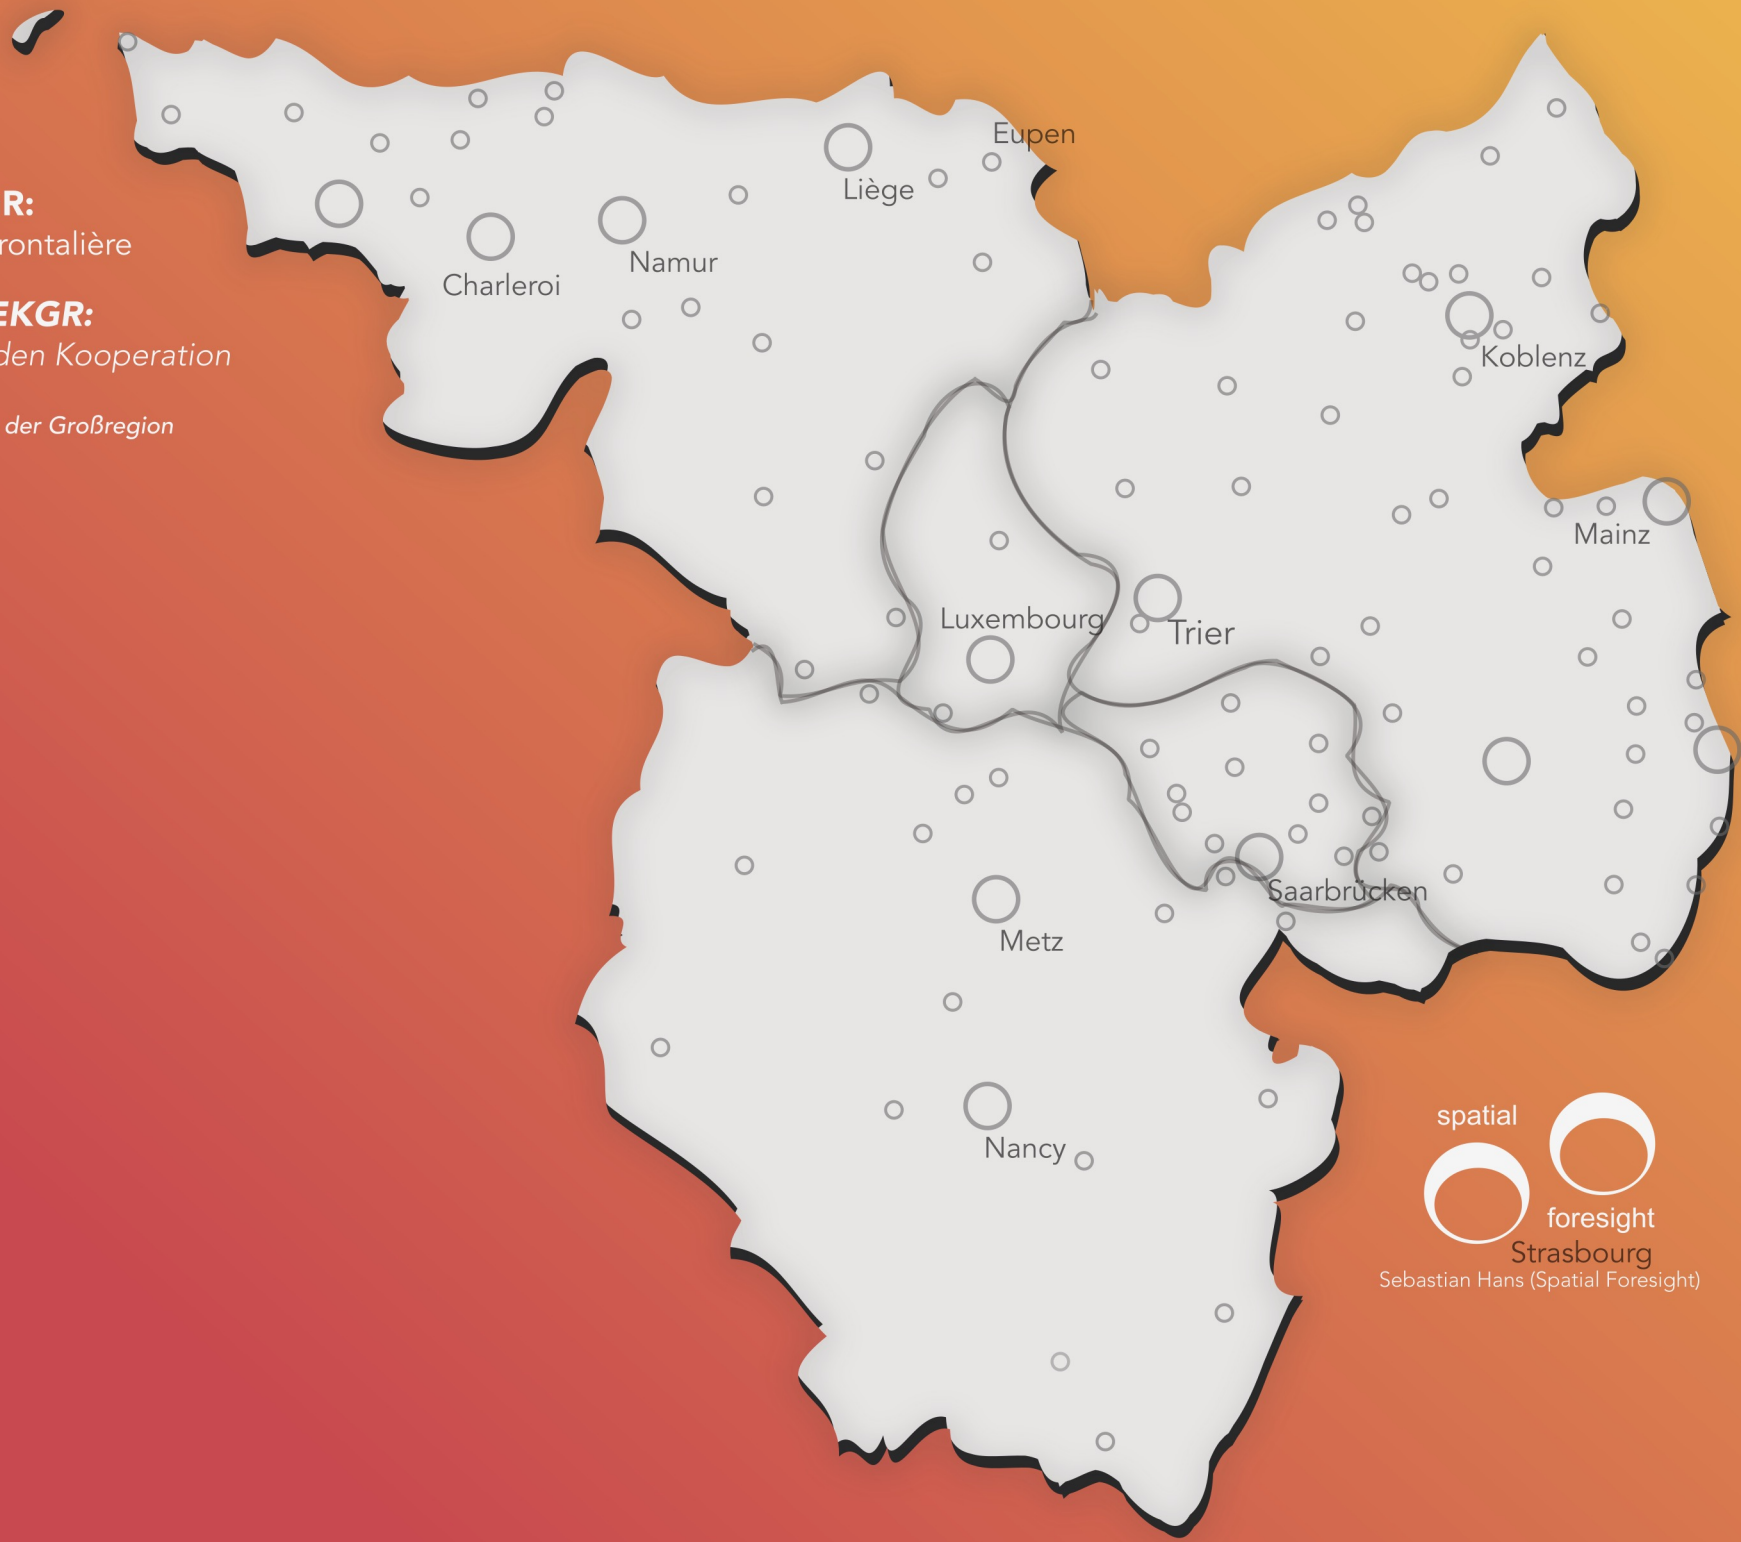 R:
rontalière
EKGR:
den Kooperation
der Großregion
Eupen
Liège
Namur
Charleroi
Koblenz
Mainz
Luxembourg
Trier
Saarbrücken
Metz
Nancy
spatial
foresight
Strasbourg
Sebastian Hans (Spatial Foresight)